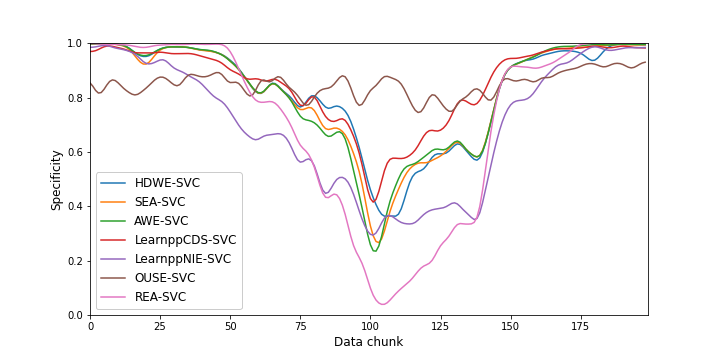 1.0
0.8
0.6
0.4
0.2
0.0
Specificity
HDWE-SVC
SEA-SVC
AWE-SVC
LearnppCDS-SVC
LearnppNIE-SVC
OUSE-SVC
REA-SVC
0 25 50 75 100 125 150 175
Data chunk